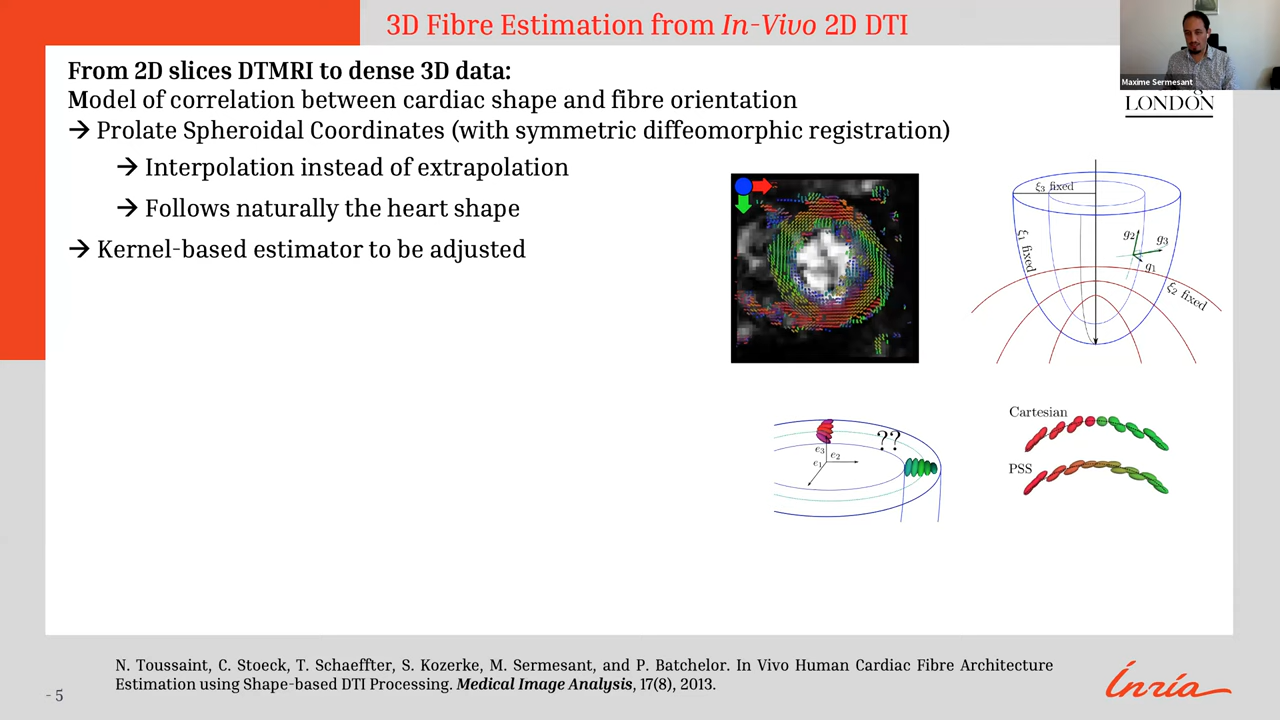 3D Fibre Estimation from In-Vivo 2D DTI
Maxime Sermesant
LONDON
From 2D slices DTMRI to dense 3D data:
Model of correlation between cardiac shape and fibre orientation
→ Prolate Spheroidal Coordinates (with symmetric diffeomorphic registration)
→ Interpolation instead of extrapolation
→ Follows naturally the heart shape
→ Kernel-based estimator to be adjusted
ξ3 fixed
ξ1 fixed
g2
g3
g1
ξ2 fixed
??
e3
e2
e1
Cartesian
PSS
N. Toussaint, C. Stoeck, T. Schaeffter, S. Kozerke, M. Sermesant, and P. Batchelor. In Vivo Human Cardiac Fibre Architecture
Estimation using Shape-based DTI Processing. Medical Image Analysis, 17(8), 2013.
- 5
Inria